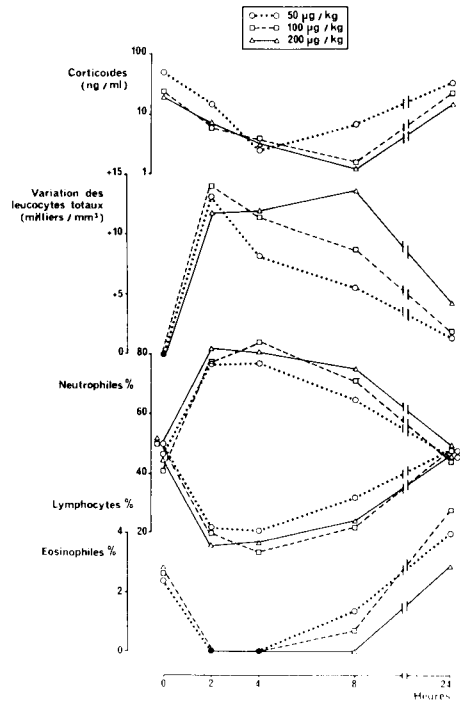 50 µg / kg
100 µg / kg
200 µg / kg
Corticoides
(ng / ml)
100
10
1
Variation des
leucocytes totaux
(milliers / mm³)
+15
+10
+5
0
Neutrophiles %
80
60
40
Lymphocytes %
20
Eosinophiles %
4
2
0
0
2
4
8
24
Heures